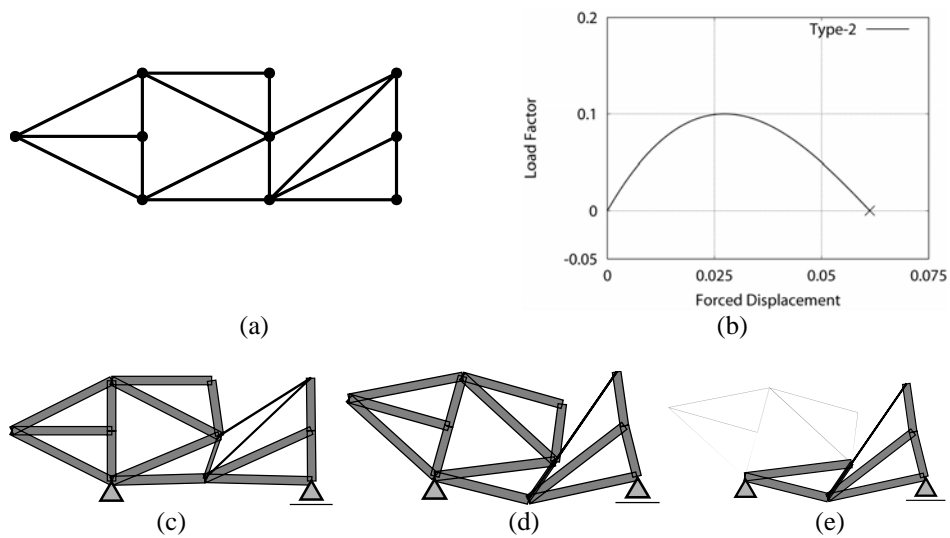 0.2
Type-2
0.1
0
-0.05
Load Factor
0 0.025 0.05 0.075
Forced Displacement
(a) (b)
(c) (d) (e)